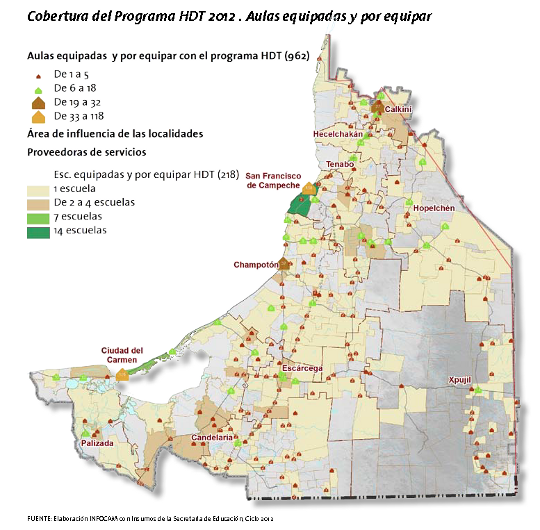 Cobertura del Programa HDT 2012 . Aulas equipadas y por equipar
Aulas equipadas y por equipar con el programa HDT (962)
De 1 a 5
De 6 a 18
De 19 a 32
De 33 a 118
Área de influencia de las localidades
Proveedoras de servicios
Esc. equipadas y por equipar HDT (218)
1 escuela
De 2 a 4 escuelas
7 escuelas
14 escuelas
Calkiní
Hecelchakán
Tenabo
San Francisco
de Campeche
Hopelchén
Champotón
Ciudad del
Carmen
Escárcega
Xpujil
Palizada
Candelaria
FUENTE: Elaboración INFOCAM con Insumos de la Secretaría de Educación, Ciclo 2012